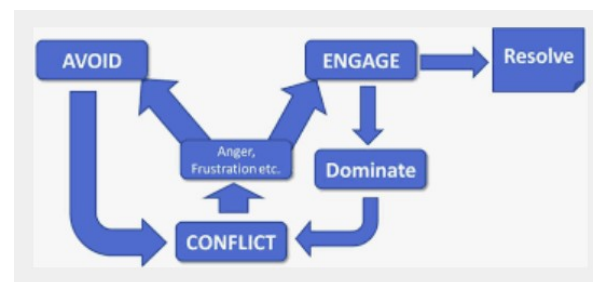 AVOID
ENGAGE
Resolve
Anger,
Frustration etc.
Dominate
CONFLICT